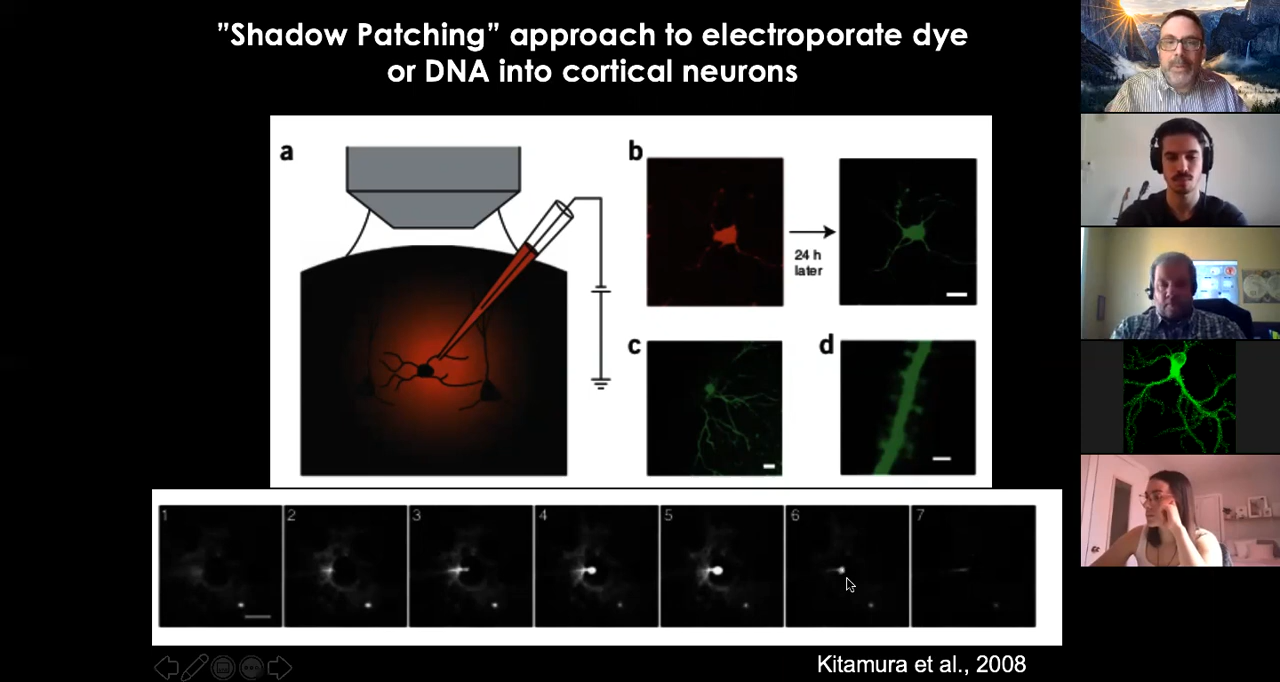 ”Shadow Patching” approach to electroporate dye
or DNA into cortical neurons
a
b
24 h
later
c
d
1 2 3 4 5 6 7
Kitamura et al., 2008